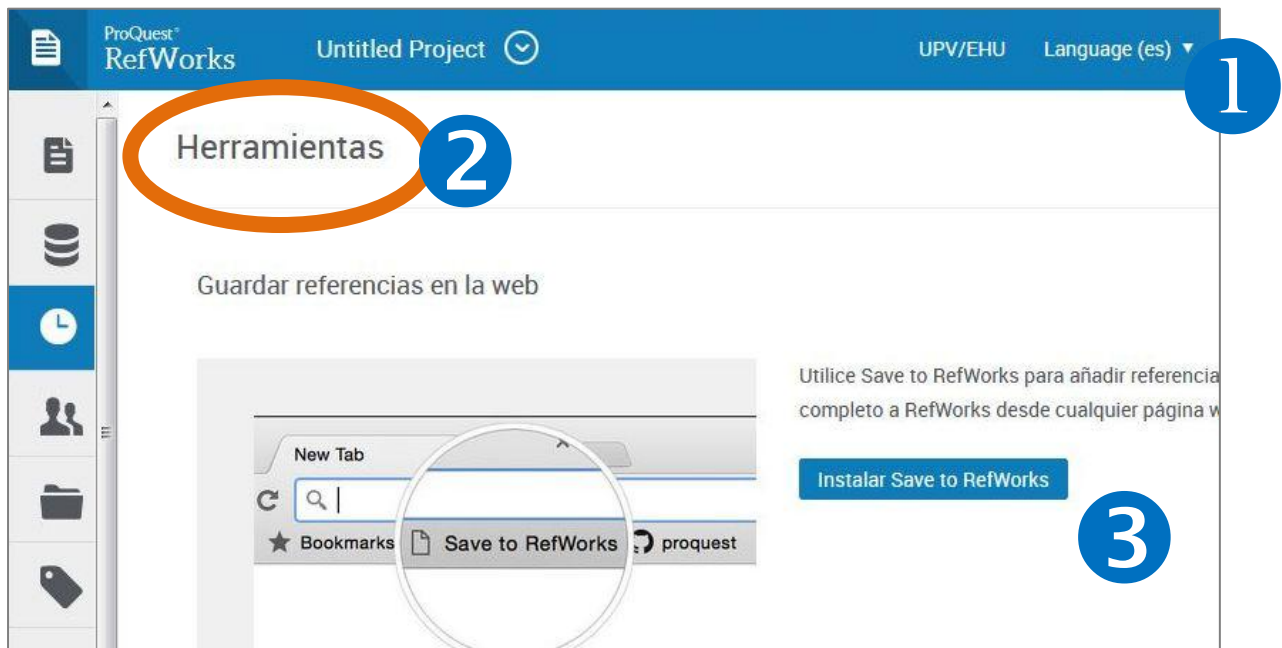 ProQuest®
RefWorks
Untitled Project
UPV/EHU
Language (es)
1
Herramientas
2
Guardar referencias en la web
Utilice Save to RefWorks para añadir referencia
completo a RefWorks desde cualquier página w
Instalar Save to RefWorks
3
New Tab
Bookmarks
Save to RefWorks
proquest